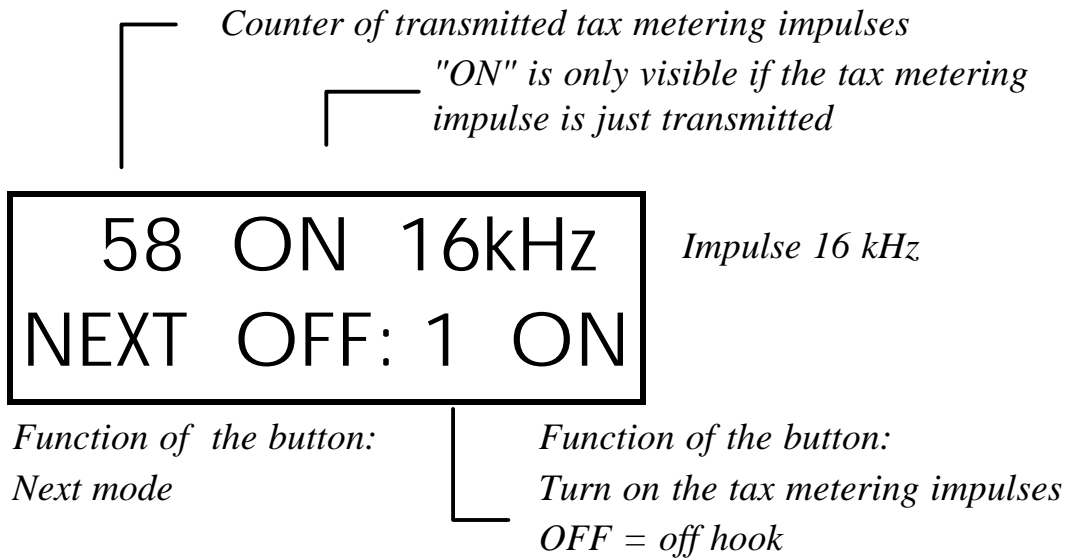 Counter of transmitted tax metering impulses
"ON" is only visible if the tax metering
impulse is just transmitted
58 ON 16kHz
Impulse 16 kHz
NEXT OFF: 1 ON
Function of the button:
Next mode
Function of the button:
Turn on the tax metering impulses
OFF = off hook